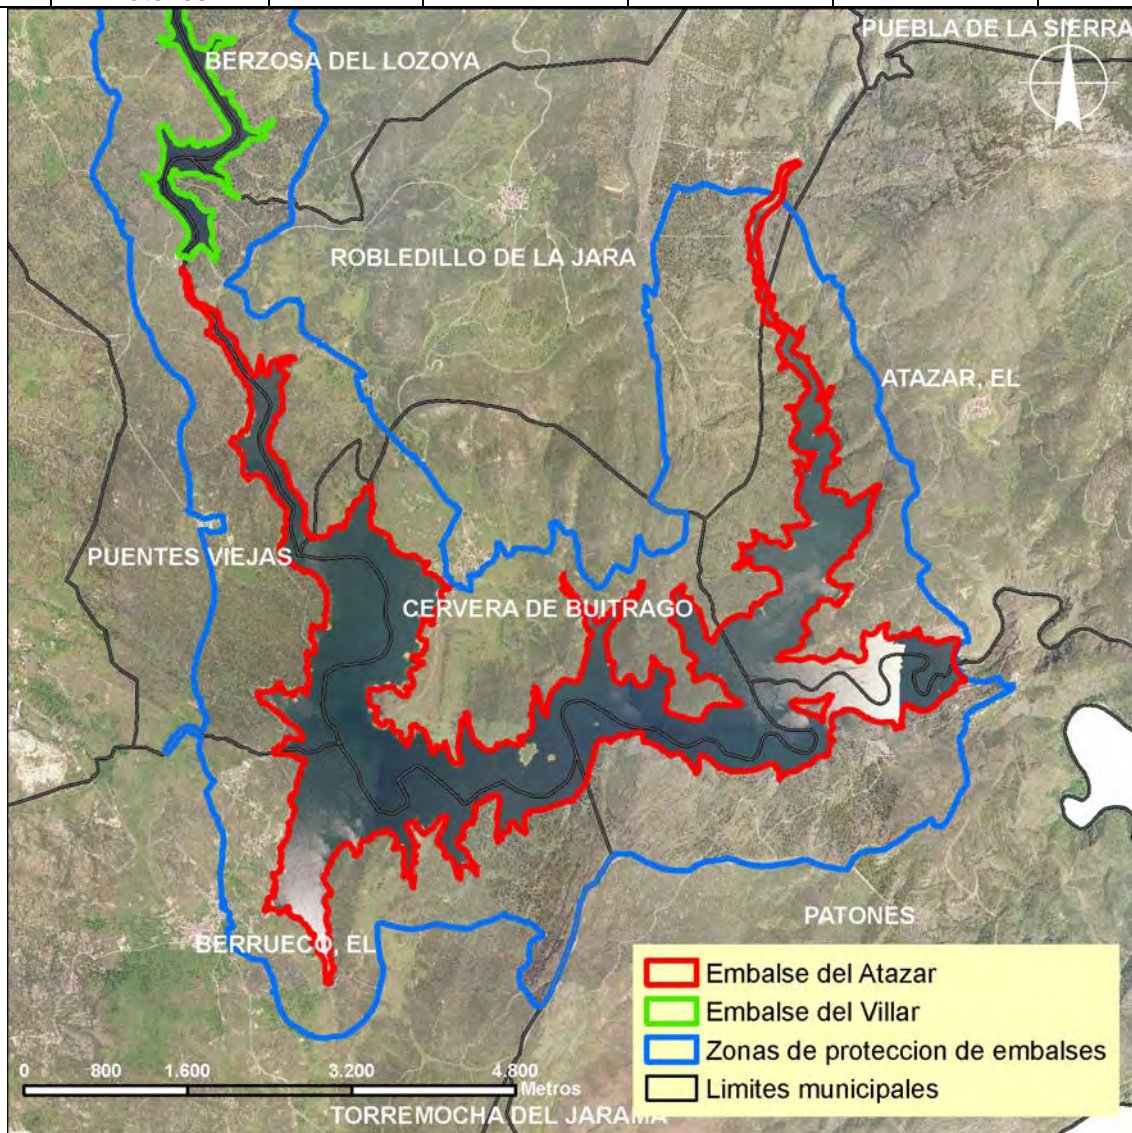 PUEBLA DE LA SIERRA
BERZOSA DEL LOZOYA
ROBLEDILLO DE LA JARA
ATAZAR, EL
PUENTES VIEJAS
CERVERA DE BUITRAGO
PATONES
BERRUECO, EL
Embalse del Atazar
Embalse del Villar
Zonas de proteccion de embalses
Limites municipales
0 800 1.600 3.200 4.800
Metros
TORREMOCHA DEL JARAMA